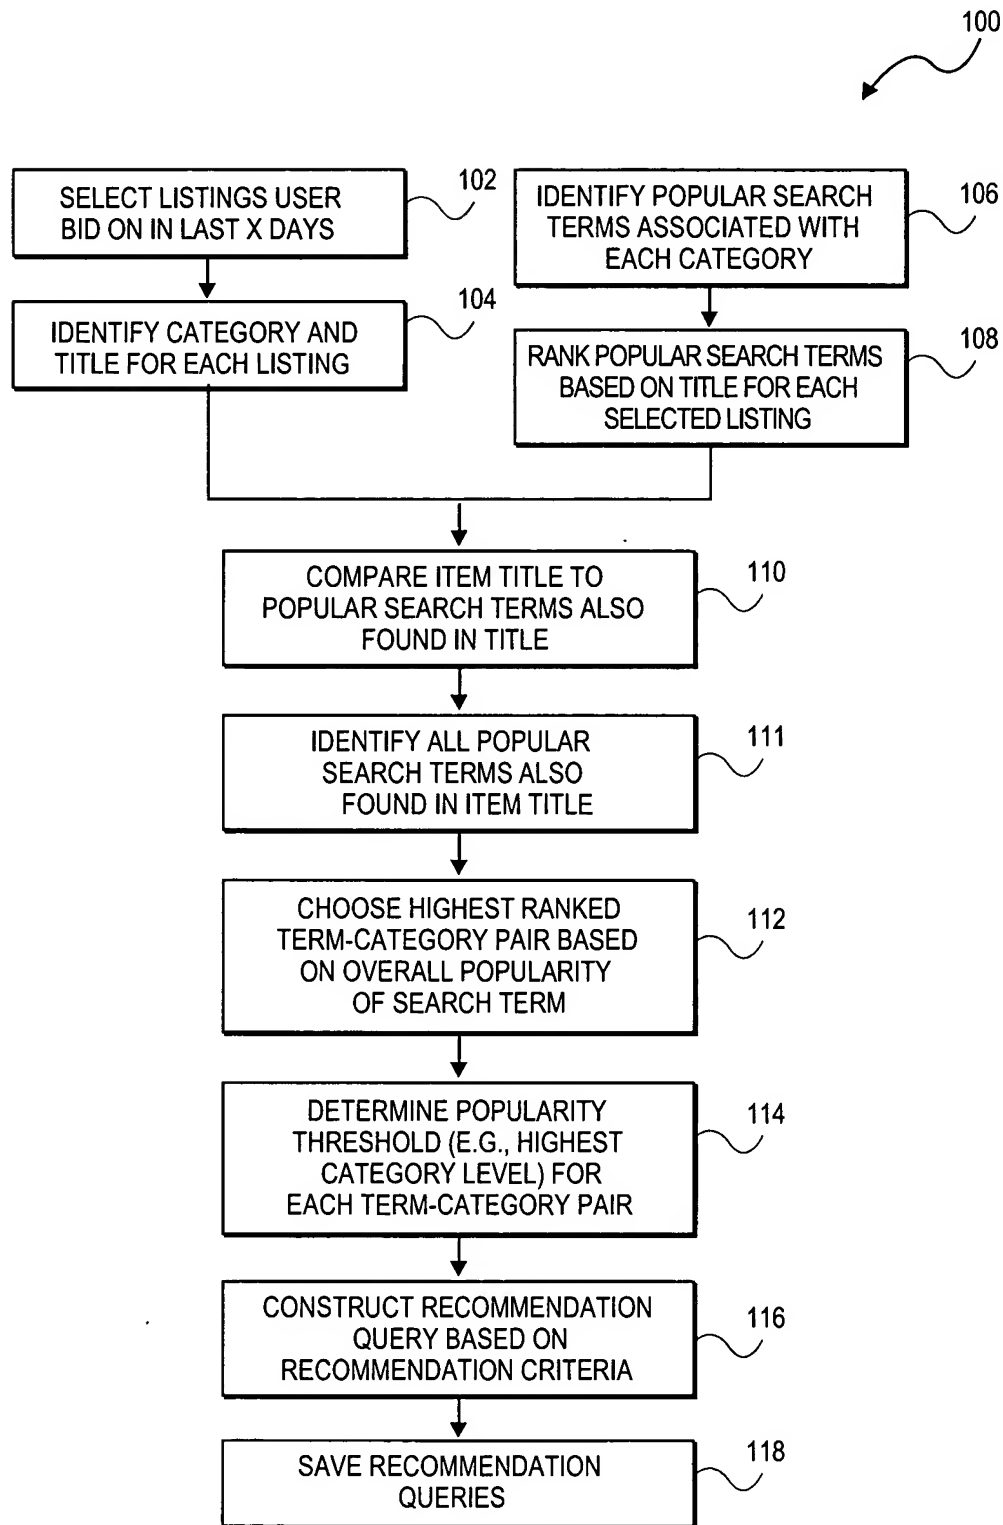 100
SELECT LISTINGS USER
BID ON IN LAST X DAYS
102
IDENTIFY CATEGORY AND
TITLE FOR EACH LISTING
104
IDENTIFY POPULAR SEARCH
TERMS ASSOCIATED WITH
EACH CATEGORY
106
RANK POPULAR SEARCH TERMS
BASED ON TITLE FOR EACH
SELECTED LISTING
108
COMPARE ITEM TITLE TO
POPULAR SEARCH TERMS ALSO
FOUND IN TITLE
110
IDENTIFY ALL POPULAR
SEARCH TERMS ALSO
FOUND IN ITEM TITLE
111
CHOOSE HIGHEST RANKED
TERM-CATEGORY PAIR BASED
ON OVERALL POPULARITY
OF SEARCH TERM
112
DETERMINE POPULARITY
THRESHOLD (E.G., HIGHEST
CATEGORY LEVEL) FOR
EACH TERM-CATEGORY PAIR
114
CONSTRUCT RECOMMENDATION
QUERY BASED ON
RECOMMENDATION CRITERIA
116
SAVE RECOMMENDATION
QUERIES
118